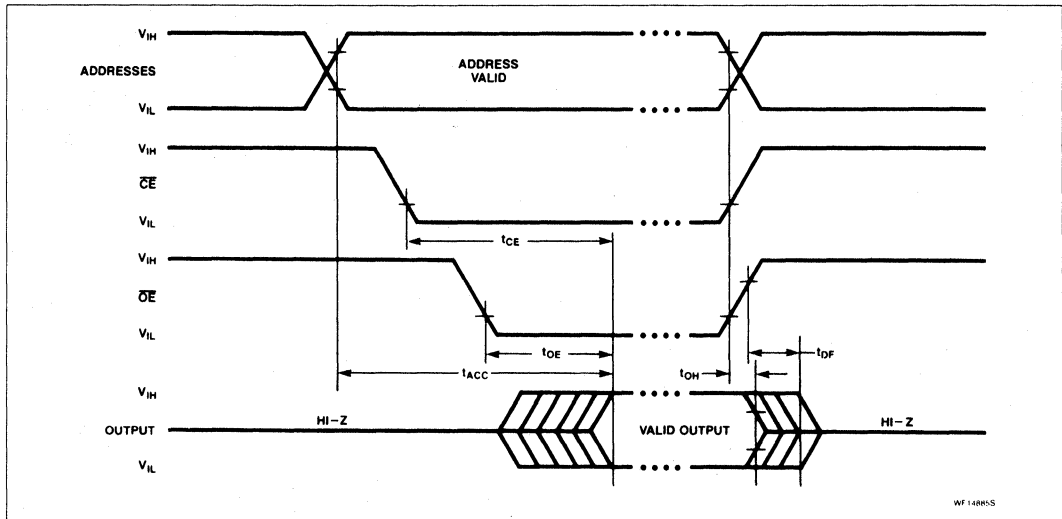 VIH
ADDRESSES
ADDRESS
VALID
VIL
VIH
CE
VIL
tCE
VIH
OE
VIL
tOE
tDF
tACC
tOH
VIH
HI-Z
OUTPUT
VALID OUTPUT
HI-Z
VIL
WF14885S